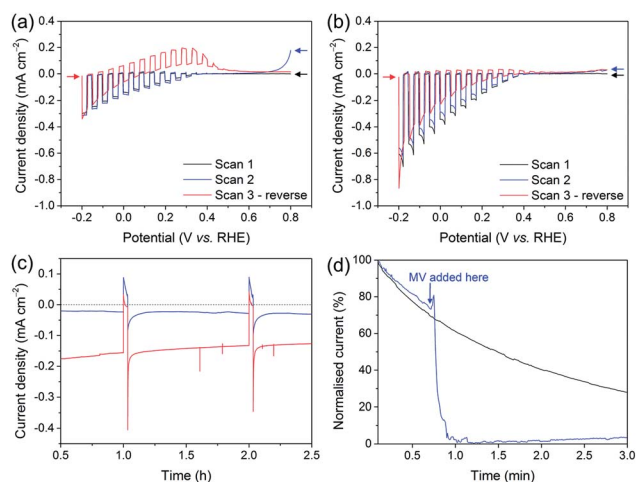 (a)
Current density (mA cm⁻²)
0.4
0.2
0.0
-0.2
-0.4
-0.6
-0.8
-1.0
Scan 1
Scan 2
Scan 3 - reverse
-0.2 0.0 0.2 0.4 0.6 0.8
Potential (V vs. RHE)
(b)
Current density (mA cm⁻²)
0.4
0.2
0.0
-0.2
-0.4
-0.6
-0.8
-1.0
Scan 1
Scan 2
Scan 3 - reverse
-0.2 0.0 0.2 0.4 0.6 0.8
Potential (V vs. RHE)
(c)
Current density (mA cm⁻²)
0.1
0.0
-0.1
-0.2
-0.3
-0.4
0.5 1.0 1.5 2.0 2.5
Time (h)
(d)
Normalised current (%)
100
80
60
40
20
0
MV added here
1.0 2.0 3.0
Time (min)